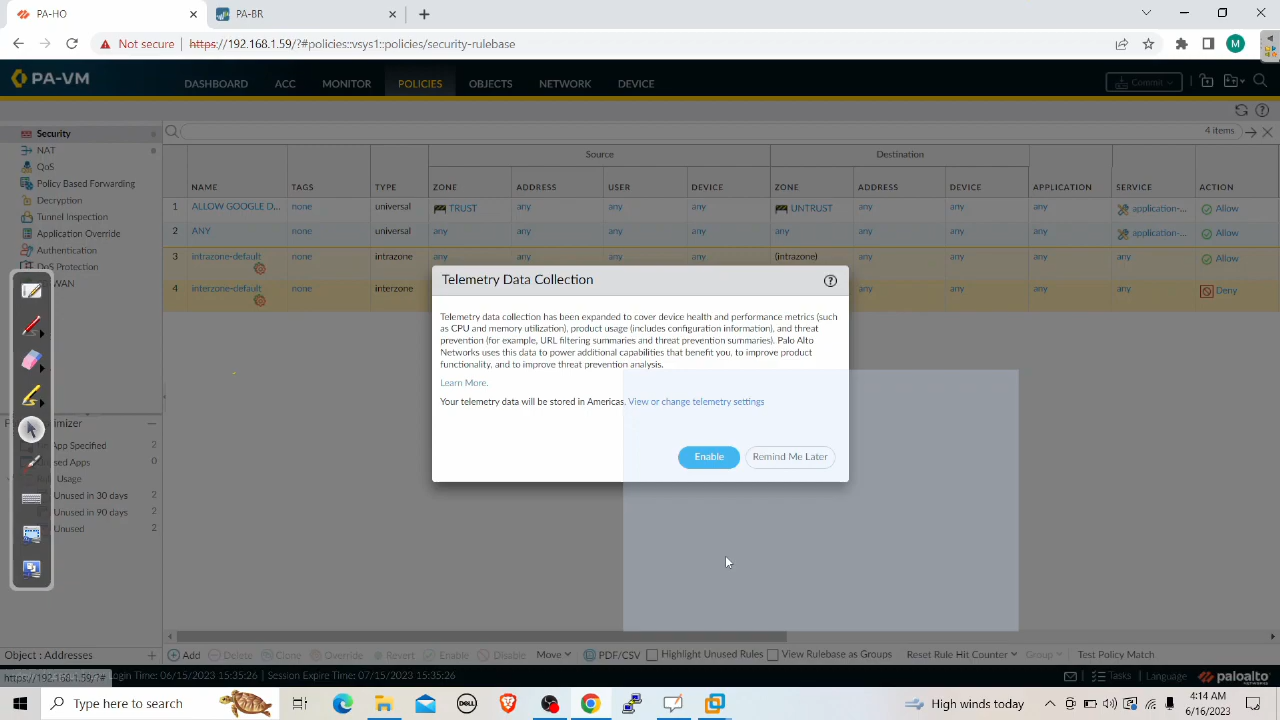 PA-HO
PA-BR
Not secure
https://192.168.1.59/?#policies:vsys1::policies/security-rulebase
M
PA-VM
DASHBOARD
ACC
MONITOR
POLICIES
OBJECTS
NETWORK
DEVICE
Commit
Security
NAT
QoS
Policy Based Forwarding
Decryption
Tunnel Inspection
Application Override
Authentication
DoS Protection
4 items
Source
Destination
NAME TAGS TYPE ZONE ADDRESS USER DEVICE ZONE ADDRESS DEVICE APPLICATION SERVICE ACTION
1 ALLOW GOOGLE D... none universal TRUST any any any UNTRUST any any any application-... Allow
2 ANY none universal any any any any any any any any application-... Allow
3 intrazone-default none intrazone any any any any (intrazone) any any any any Allow
4 interzone-default none interzone any any any any any any any any any Deny
Telemetry Data Collection
Telemetry data collection has been expanded to cover device health and performance metrics (such
as CPU and memory utilization), product usage (includes configuration information), and threat
prevention (for example, URL filtering summaries and threat prevention summaries). Palo Alto
Networks uses this data to power additional capabilities that benefit you, to improve product
functionality, and to improve threat prevention analysis.
Learn More.
Your telemetry data will be stored in Americas. View or change telemetry settings
Enable
Remind Me Later
App Specified 2
Apps 0
Usage
Unused in 30 days 2
Unused in 90 days 2
Unused 2
Object : Addresses
Add
Delete
Clone
Override
Revert
Enable
Disable
Move
PDF/CSV
Highlight Unused Rules
View Rulebase as Groups
Reset Rule Hit Counter
Group
Test Policy Match
https://192.168.1.59/?#
Login Time: 06/15/2023 15:35:26
Session Expire Time: 07/15/2023 15:35:26
Tasks
Language
paloalto
NETWORKS
Type here to search
DELL
High winds
4:14 AM
6/16/2023